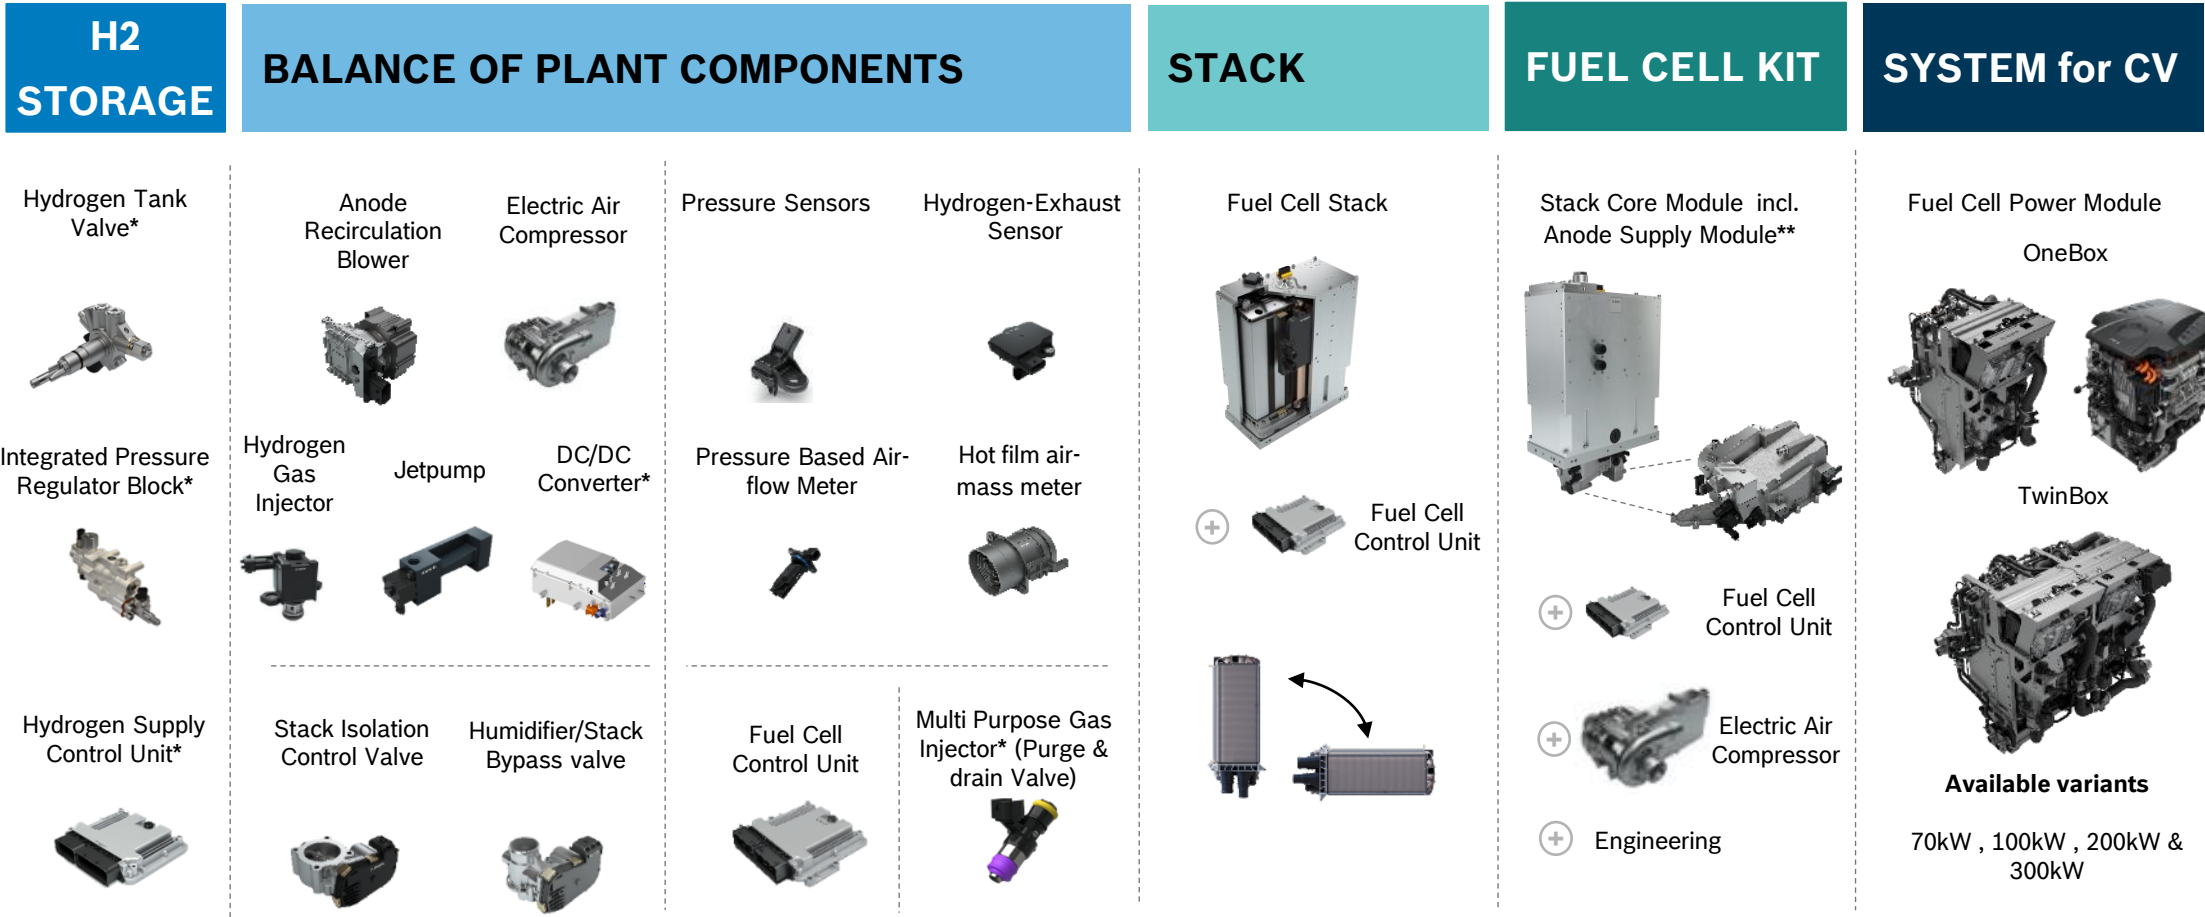 H2
STORAGE
BALANCE OF PLANT COMPONENTS
STACK
FUEL CELL KIT
SYSTEM for CV
Hydrogen Tank
Valve*
Integrated Pressure
Regulator Block*
Hydrogen Supply
Control Unit*
Anode
Recirculation
Blower
Electric Air
Compressor
Hydrogen
Gas
Injector
Jetpump
DC/DC
Converter*
Stack Isolation
Control Valve
Humidifier/Stack
Bypass valve
Pressure Sensors
Hydrogen-Exhaust
Sensor
Pressure Based Air-
flow Meter
Hot film air-
mass meter
Fuel Cell
Control Unit
Multi Purpose Gas
Injector* (Purge &
drain Valve)
Fuel Cell Stack
Fuel Cell
Control Unit
Stack Core Module incl.
Anode Supply Module**
Fuel Cell
Control Unit
Electric Air
Compressor
Engineering
Fuel Cell Power Module
OneBox
TwinBox
Available variants
70kW , 100kW , 200kW &
300kW